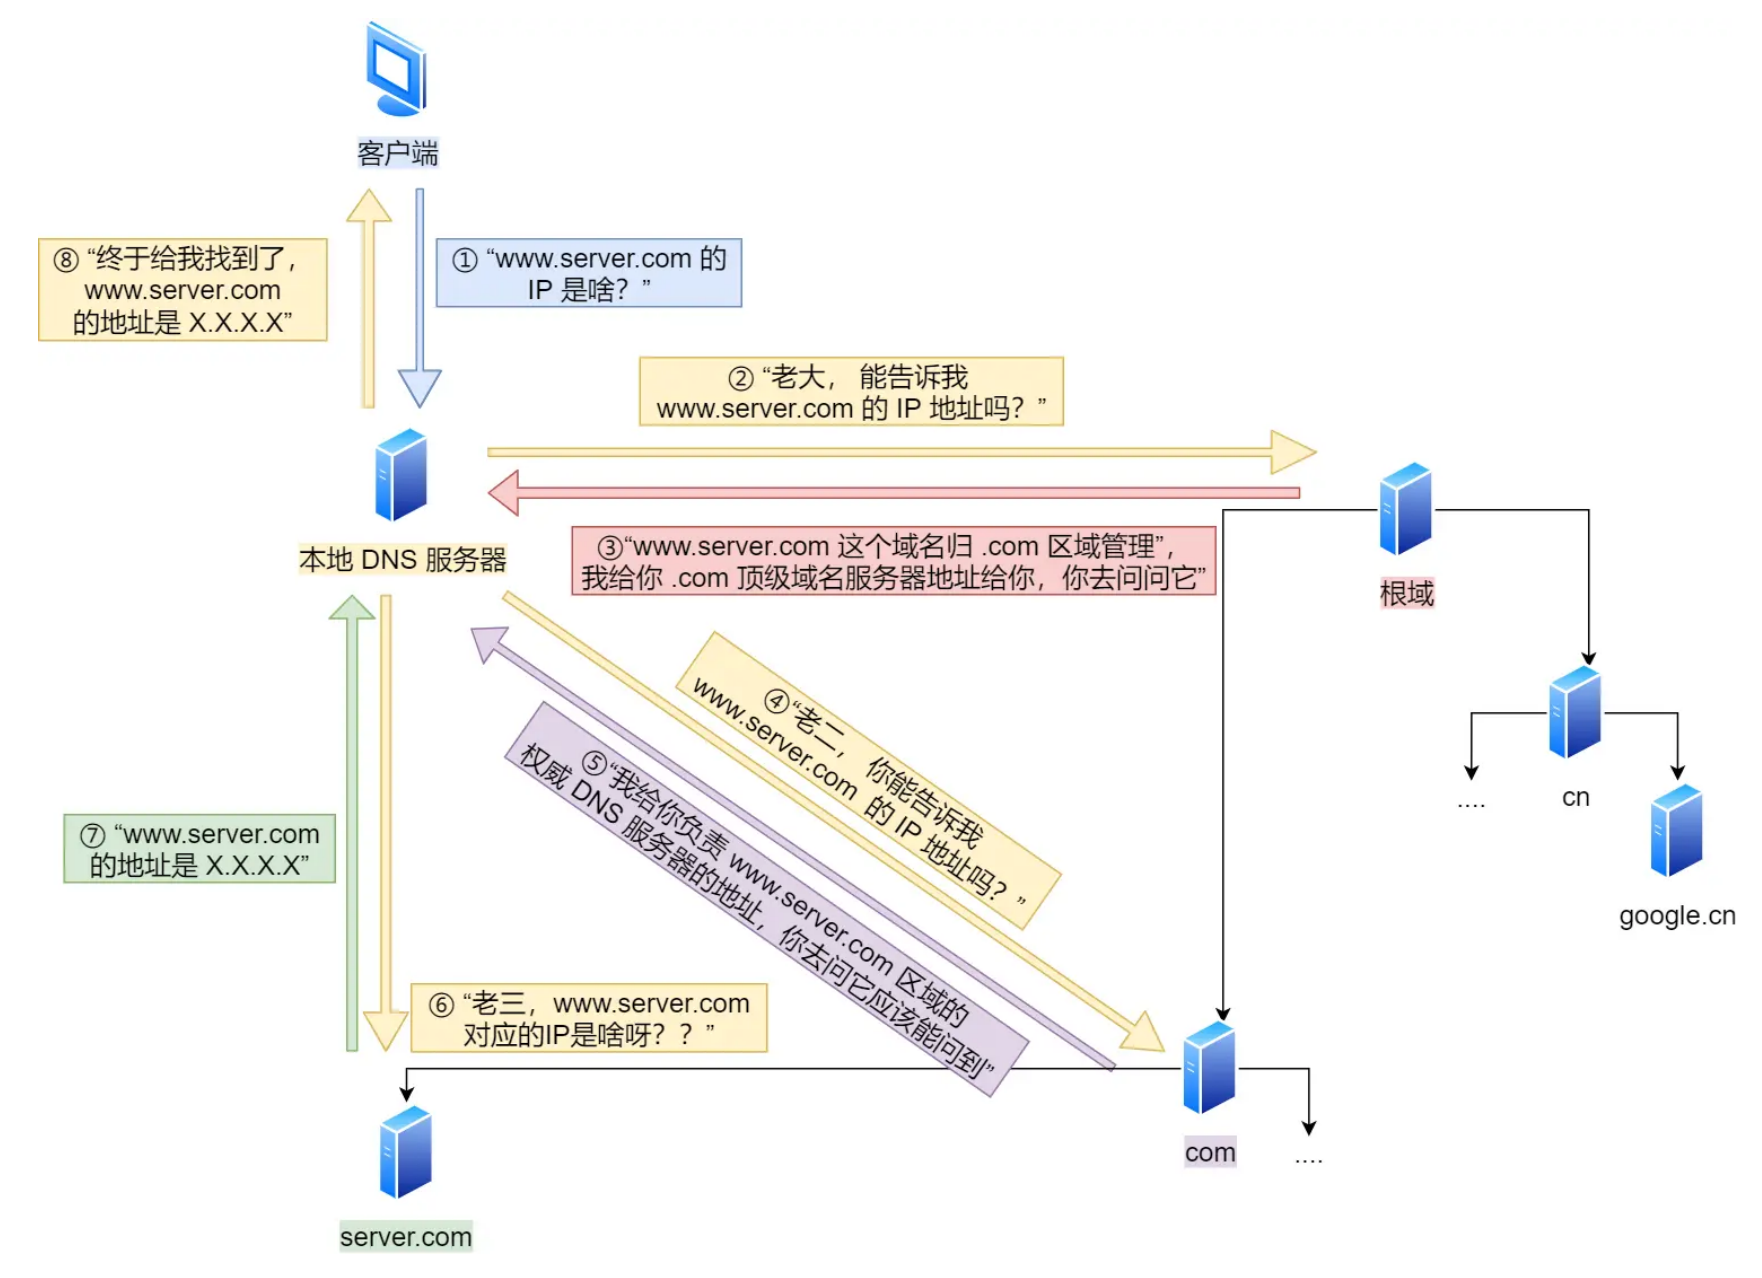 客户端
⑧ “终于给我找到了，
www.server.com
的地址是 X.X.X.X”
① “www.server.com 的
IP 是啥？”
② “老大， 能告诉我
www.server.com 的 IP 地址吗？”
本地 DNS 服务器
③“www.server.com 这个域名归 .com 区域管理”，
我给你 .com 顶级域名服务器地址给你，你去问问它”
根域
④“老二，你能告诉我
www.server.com 的 IP 地址吗？”
⑤“我给你负责 www.server.com 区域的
权威 DNS 服务器的地址，你去问它应该能问到”
....
cn
google.cn
⑦ “www.server.com
的地址是 X.X.X.X”
⑥ “老三，www.server.com
对应的IP是啥呀？？”
com
....
server.com